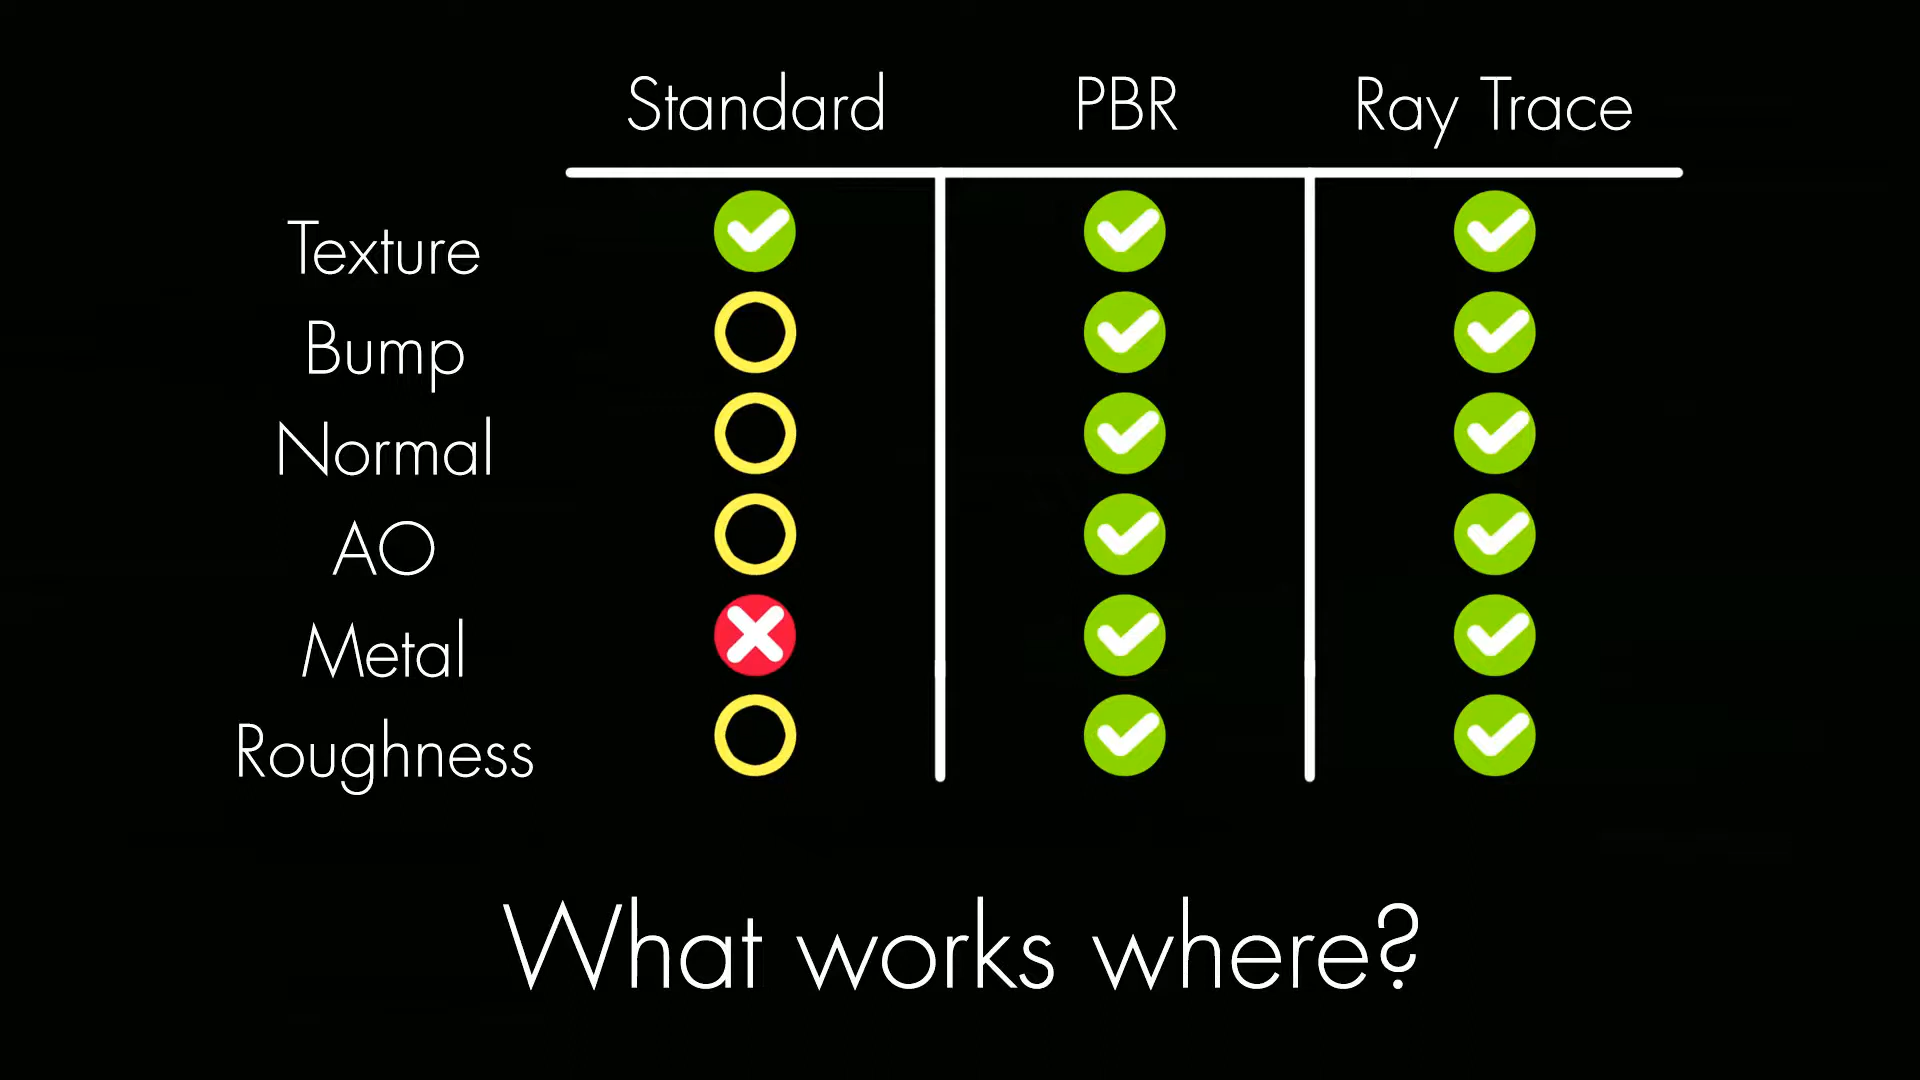 Standard PBR Ray Trace
Texture
Bump
Normal
AO
Metal
Roughness
What works where?